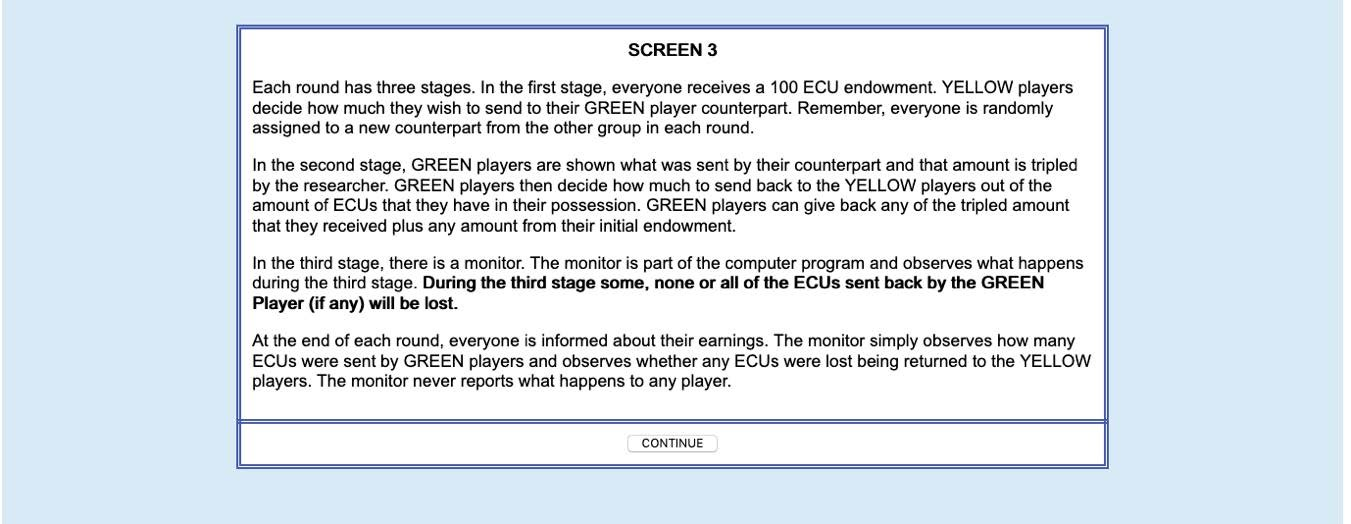 SCREEN 3
Each round has three stages. In the first stage, everyone receives a 100 ECU endowment. YELLOW players
decide how much they wish to send to their GREEN player counterpart. Remember, everyone is randomly
assigned to a new counterpart from the other group in each round.
In the second stage, GREEN players are shown what was sent by their counterpart and that amount is tripled
by the researcher. GREEN players then decide how much to send back to the YELLOW players out of the
amount of ECUs that they have in their possession. GREEN players can give back any of the tripled amount
that they received plus any amount from their initial endowment.
In the third stage, there is a monitor. The monitor is part of the computer program and observes what happens
during the third stage. During the third stage some, none or all of the ECUs sent back by the GREEN
Player (if any) will be lost.
At the end of each round, everyone is informed about their earnings. The monitor simply observes how many
ECUs were sent by GREEN players and observes whether any ECUs were lost being returned to the YELLOW
players. The monitor never reports what happens to any player.
CONTINUE